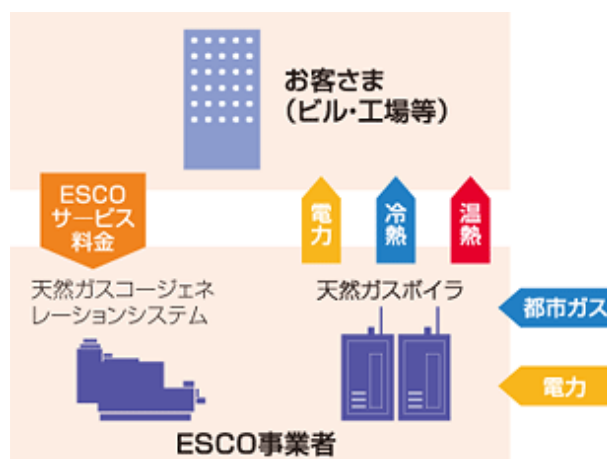 お客さま
（ビル・工場等）
ESCO
サービス
料金
電力
冷熱
温熱
天然ガスコージェネ
レーションシステム
天然ガスボイラ
都市ガス
電力
ESCO事業者